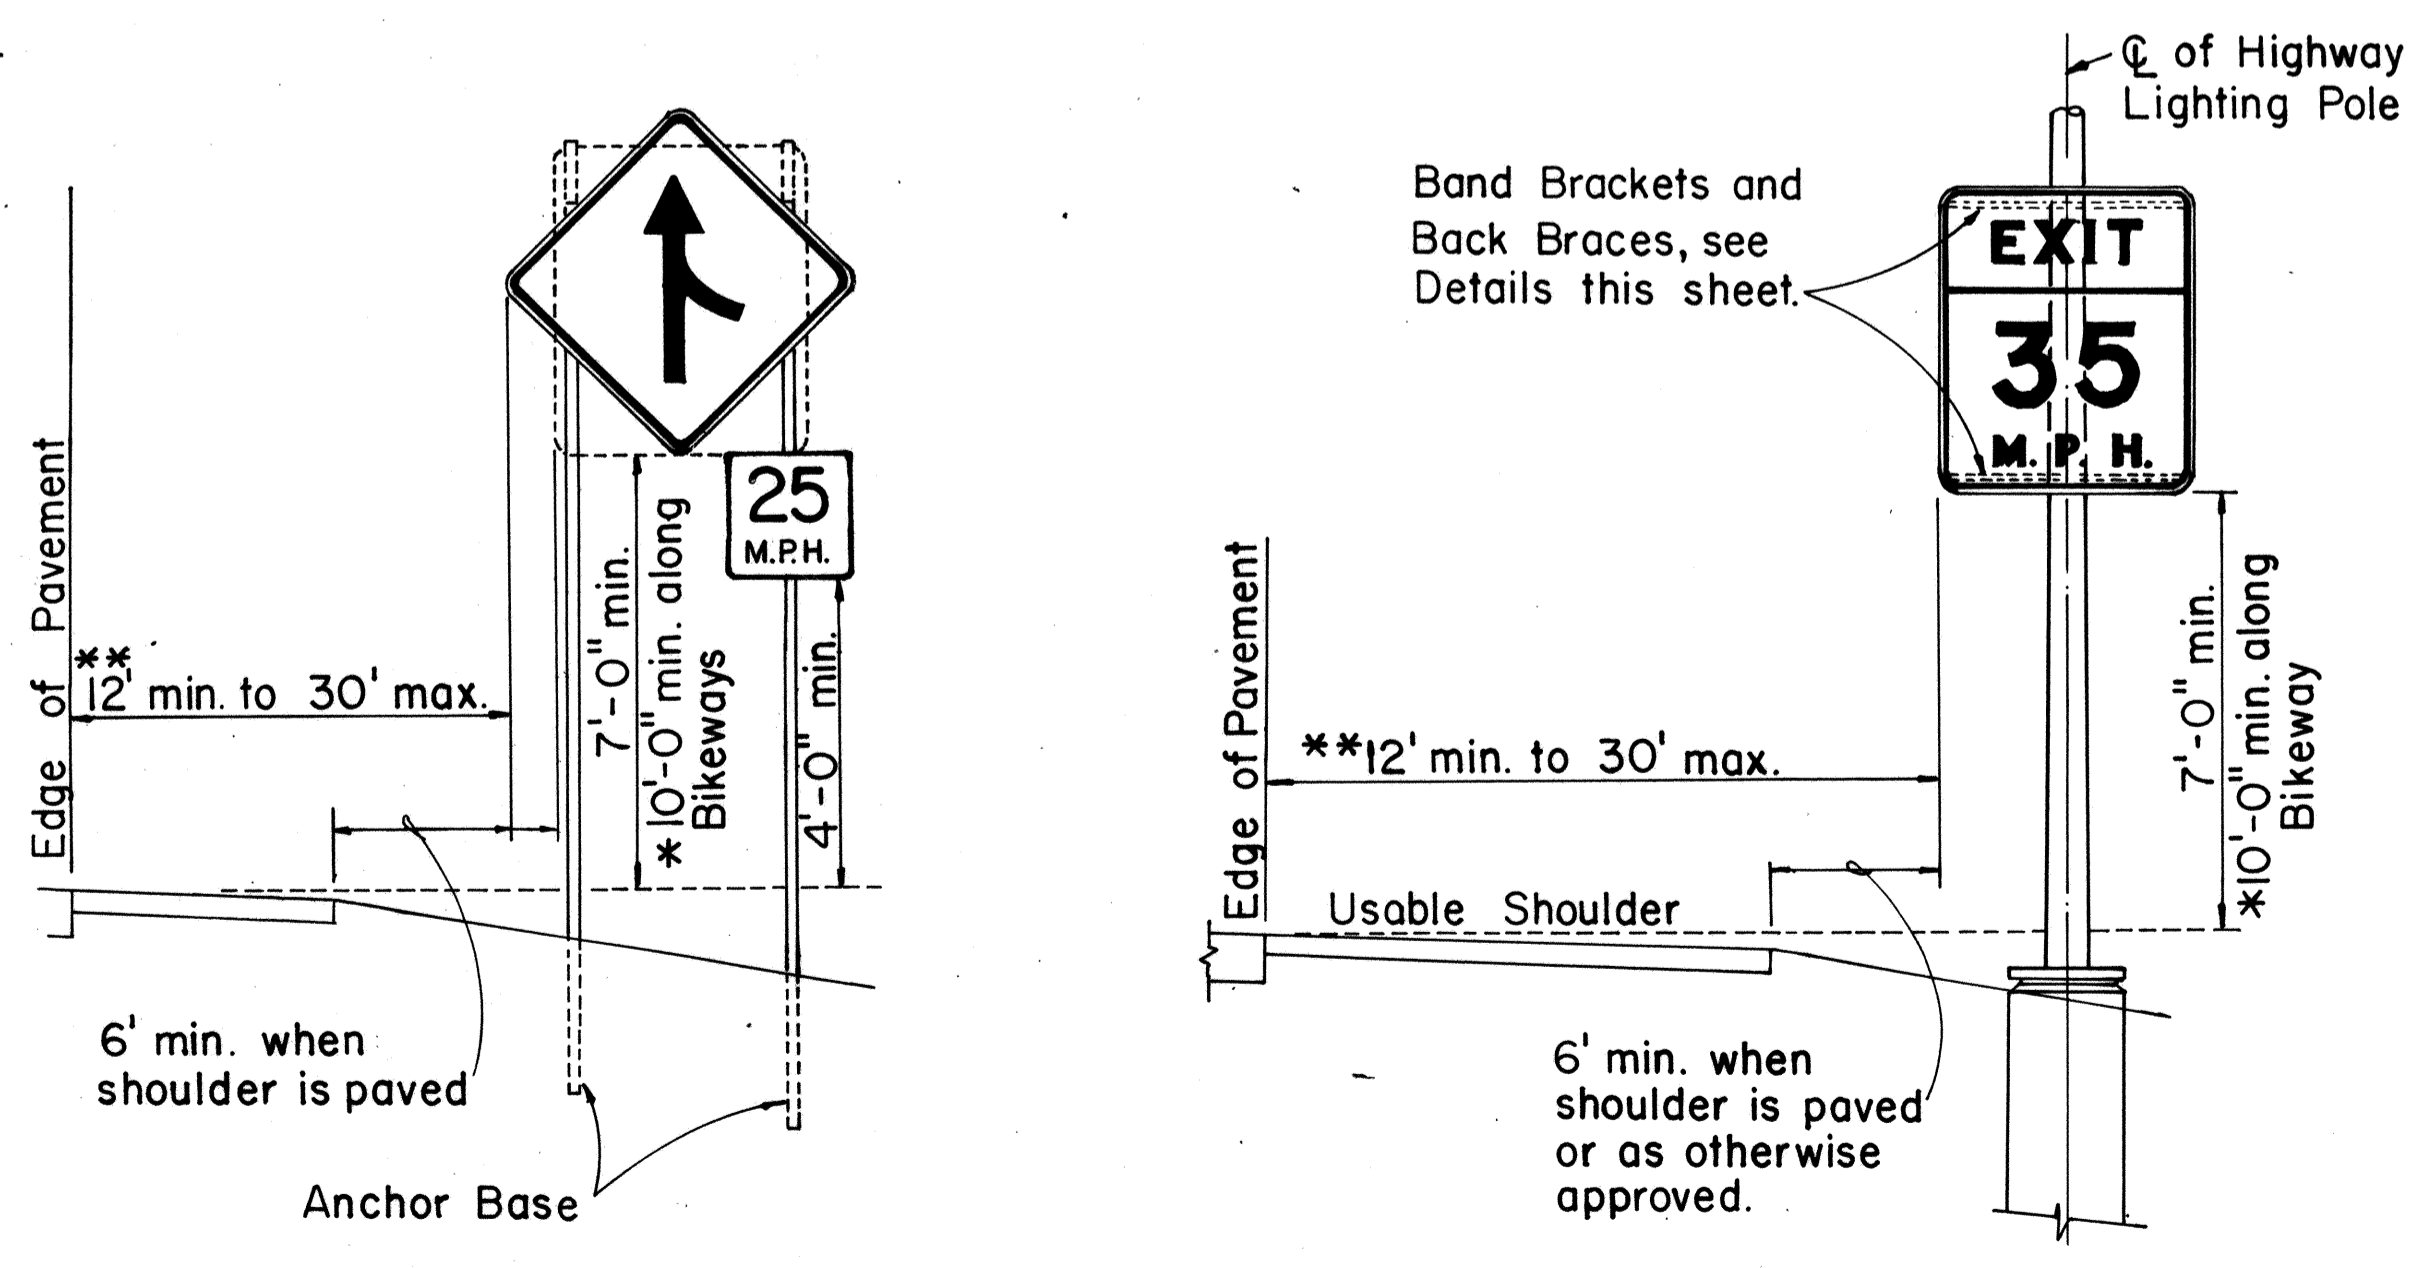 Edge of Pavement
**
12' min. to 30' max.
25
M.P.H.
7'-0" min.
*10'-0" min. along
Bikeways
4'-0" min.
6' min. when
shoulder is paved
Anchor Base
℄ of Highway
Lighting Pole
Band Brackets and
Back Braces, see
Details this sheet.
EXIT
35
M.P.H.
Edge of Pavement
**12' min. to 30' max.
7'-0" min.
*10'-0" min. along
Bikeway
Usable Shoulder
6' min. when
shoulder is paved
or as otherwise
approved.